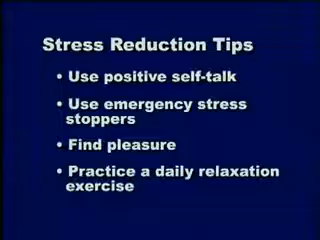 Stress Reduction Tips
• Use positive self-talk
• Use emergency stress
stoppers
• Find pleasure
• Practice a daily relaxation
exercise